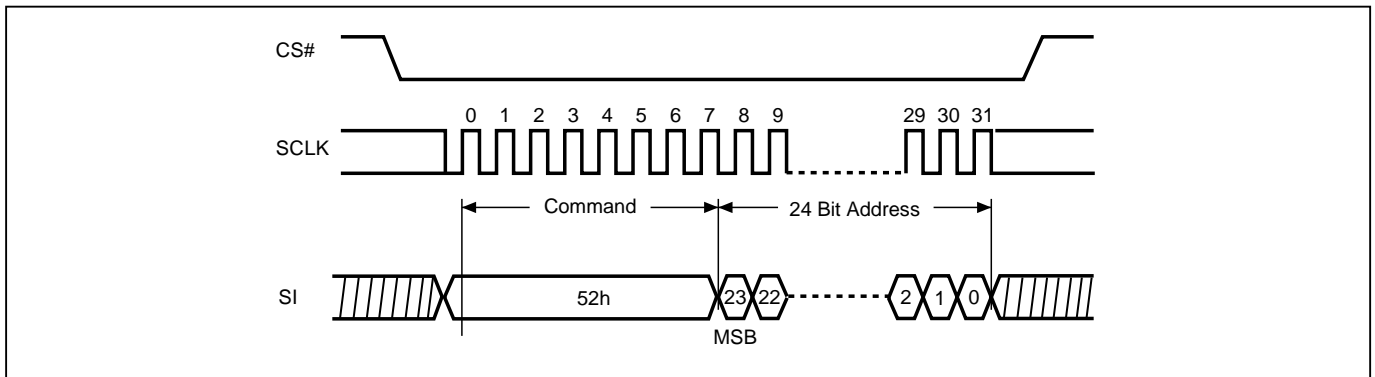 CS#
0 1 2 3 4 5 6 7 8 9 29 30 31
SCLK
Command 24 Bit Address
SI 52h 23 22 2 1 0
MSB